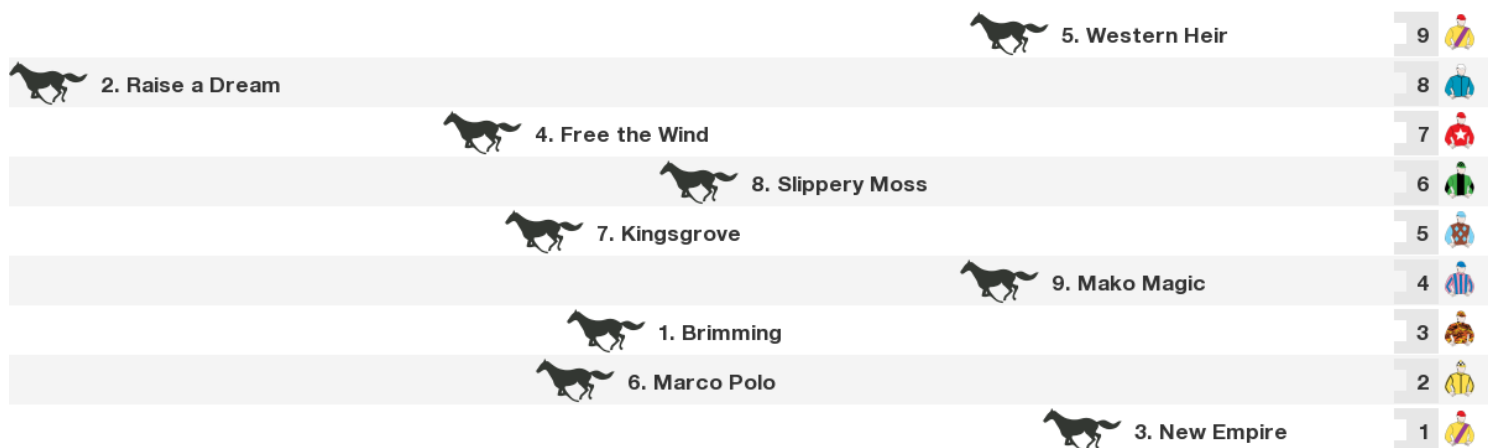 5. Western Heir 9
2. Raise a Dream 8
4. Free the Wind 7
8. Slippery Moss 6
7. Kingsgrove 5
9. Mako Magic 4
1. Brimming 3
6. Marco Polo 2
3. New Empire 1